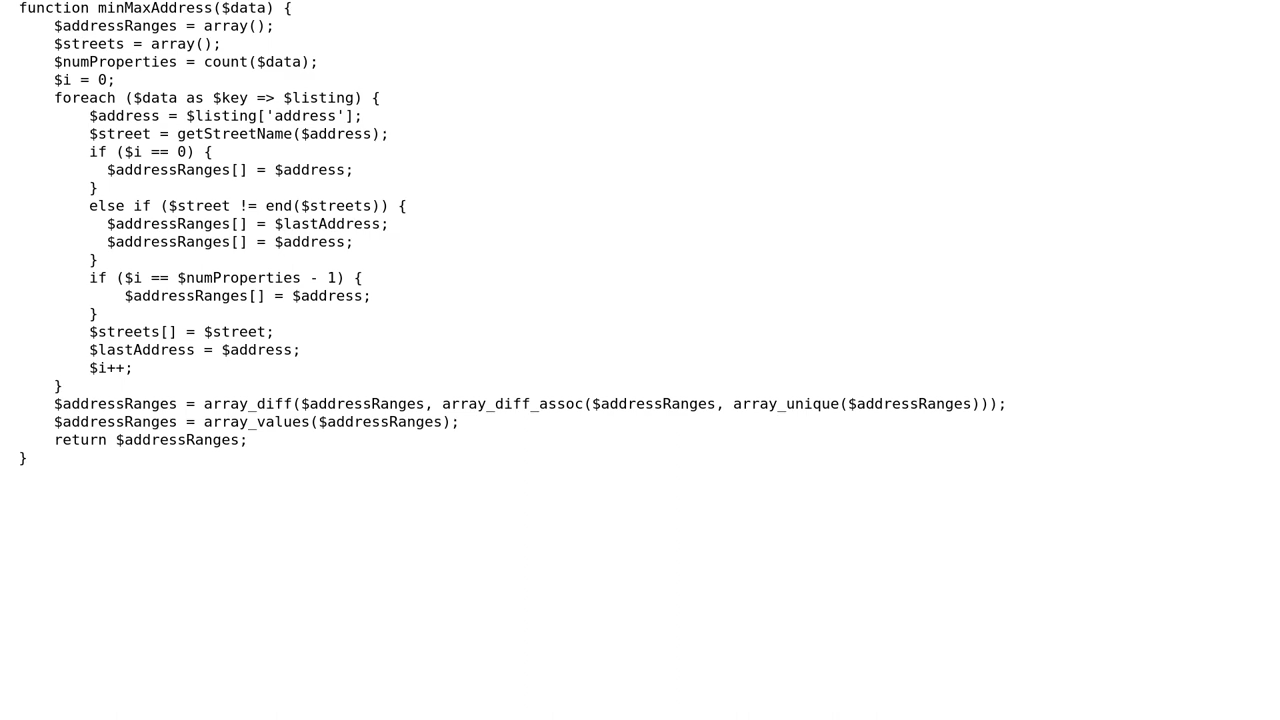 function minMaxAddress($data) {
    $addressRanges = array();
    $streets = array();
    $numProperties = count($data);
    $i = 0;
    foreach ($data as $key => $listing) {
        $address = $listing['address'];
        $street = getStreetName($address);
        if ($i == 0) {
          $addressRanges[] = $address;
        }
        else if ($street != end($streets)) {
          $addressRanges[] = $lastAddress;
          $addressRanges[] = $address;
        }
        if ($i == $numProperties - 1) {
            $addressRanges[] = $address;
        }
        $streets[] = $street;
        $lastAddress = $address;
        $i++;
    }
    $addressRanges = array_diff($addressRanges, array_diff_assoc($addressRanges, array_unique($addressRanges)));
    $addressRanges = array_values($addressRanges);
    return $addressRanges;
}